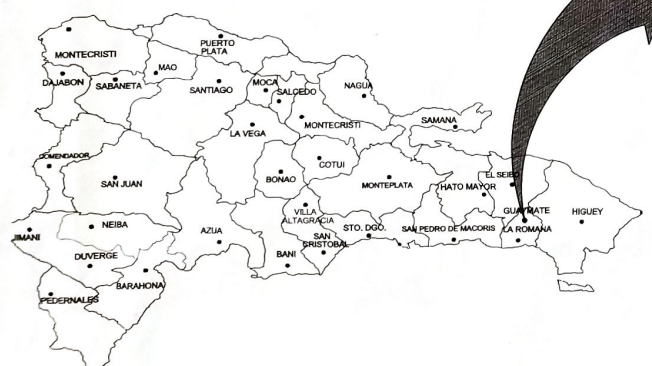 MONTECRISTI
PUERTO
PLATA
DAJABON
SABANETA
MAO
SANTIAGO
MOCA
SALCEDO
NAGUA
LA VEGA
MONTECRISTI
SAMANA
COMENDADOR
SAN JUAN
BONAO
COTUI
MONTEPLATA
HATO MAYOR
EL SEIBO
JIMANI
NEIBA
AZUA
VILLA
ALTAGRACIA
SAN
CRISTOBAL
STO. DGO.
SAN PEDRO DE MACORIS
GUAYMATE
LA ROMANA
HIGUEY
DUVERGE
BANI
PEDERNALES
BARAHONA